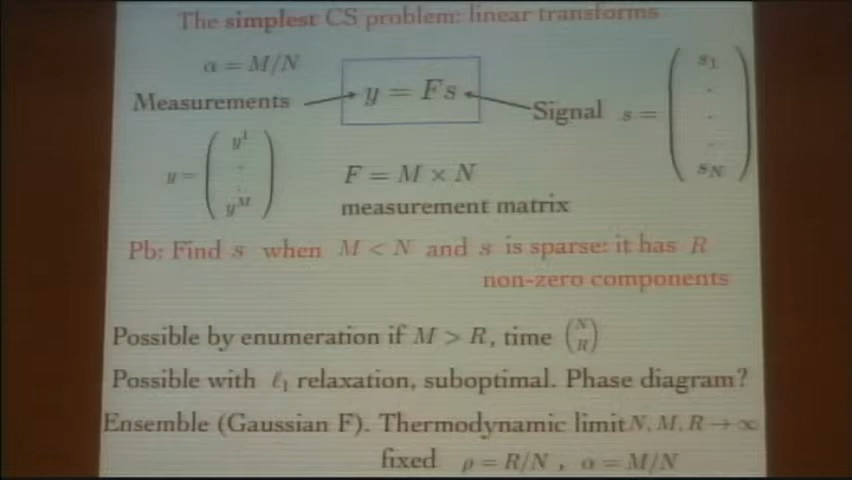 The simplest CS problem: linear transforms
α = M/N
Measurements
y = Fs
Signal s = ( s1 . . . sN )
y = ( y^1 . . y^M )
F = M × N
measurement matrix
Pb: Find s when M < N and s is sparse: it has R
non-zero components
Possible by enumeration if M > R, time (N R)
Possible with ℓ1 relaxation, suboptimal. Phase diagram?
Ensemble (Gaussian F). Thermodynamic limit N, M, R → ∞
fixed ρ = R/N , α = M/N